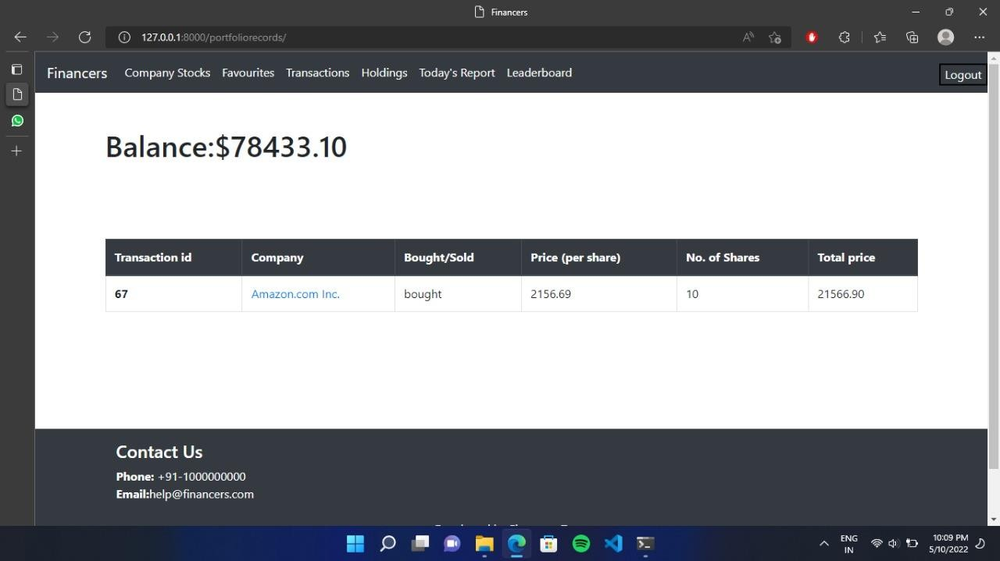 Financers
127.0.0.1:8000/portfoliorecords/
Financers Company Stocks Favourites Transactions Holdings Today's Report Leaderboard Logout
Balance:$78433.10
Transaction id Company Bought/Sold Price (per share) No. of Shares Total price
67 Amazon.com Inc. bought 2156.69 10 21566.90
Contact Us
Phone: +91-1000000000
Email:help@financers.com
ENG 10:09 PM
IN 5/10/2022